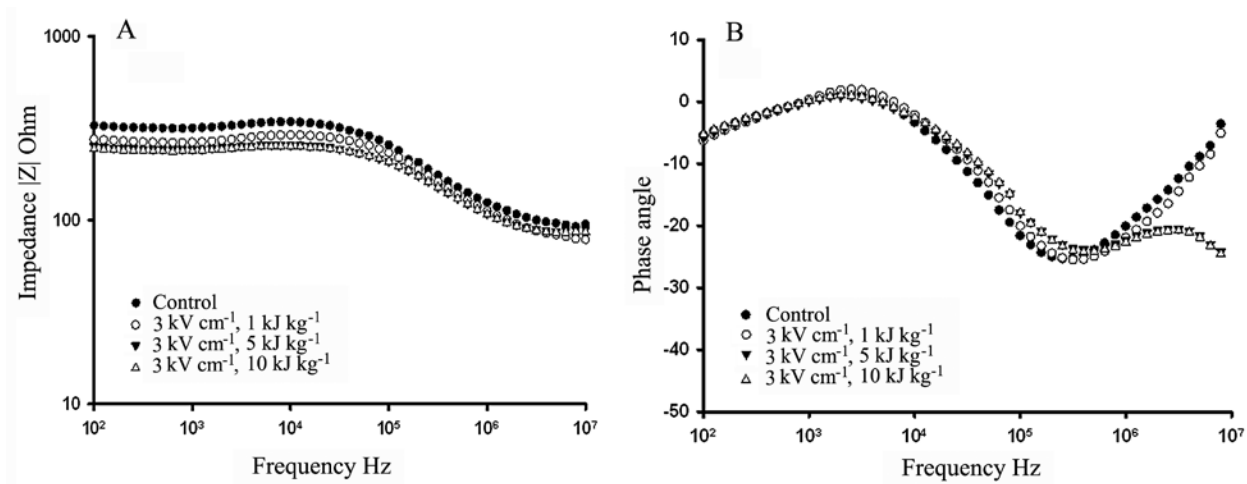 A
1000
100
10
10² 10³ 10⁴ 10⁵ 10⁶ 10⁷
Impedance |Z| Ohm
Frequency Hz
Control
3 kV cm⁻¹, 1 kJ kg⁻¹
3 kV cm⁻¹, 5 kJ kg⁻¹
3 kV cm⁻¹, 10 kJ kg⁻¹
B
10
0
-10
-20
-30
-40
-50
10² 10³ 10⁴ 10⁵ 10⁶ 10⁷
Phase angle
Frequency Hz
Control
3 kV cm⁻¹, 1 kJ kg⁻¹
3 kV cm⁻¹, 5 kJ kg⁻¹
3 kV cm⁻¹, 10 kJ kg⁻¹